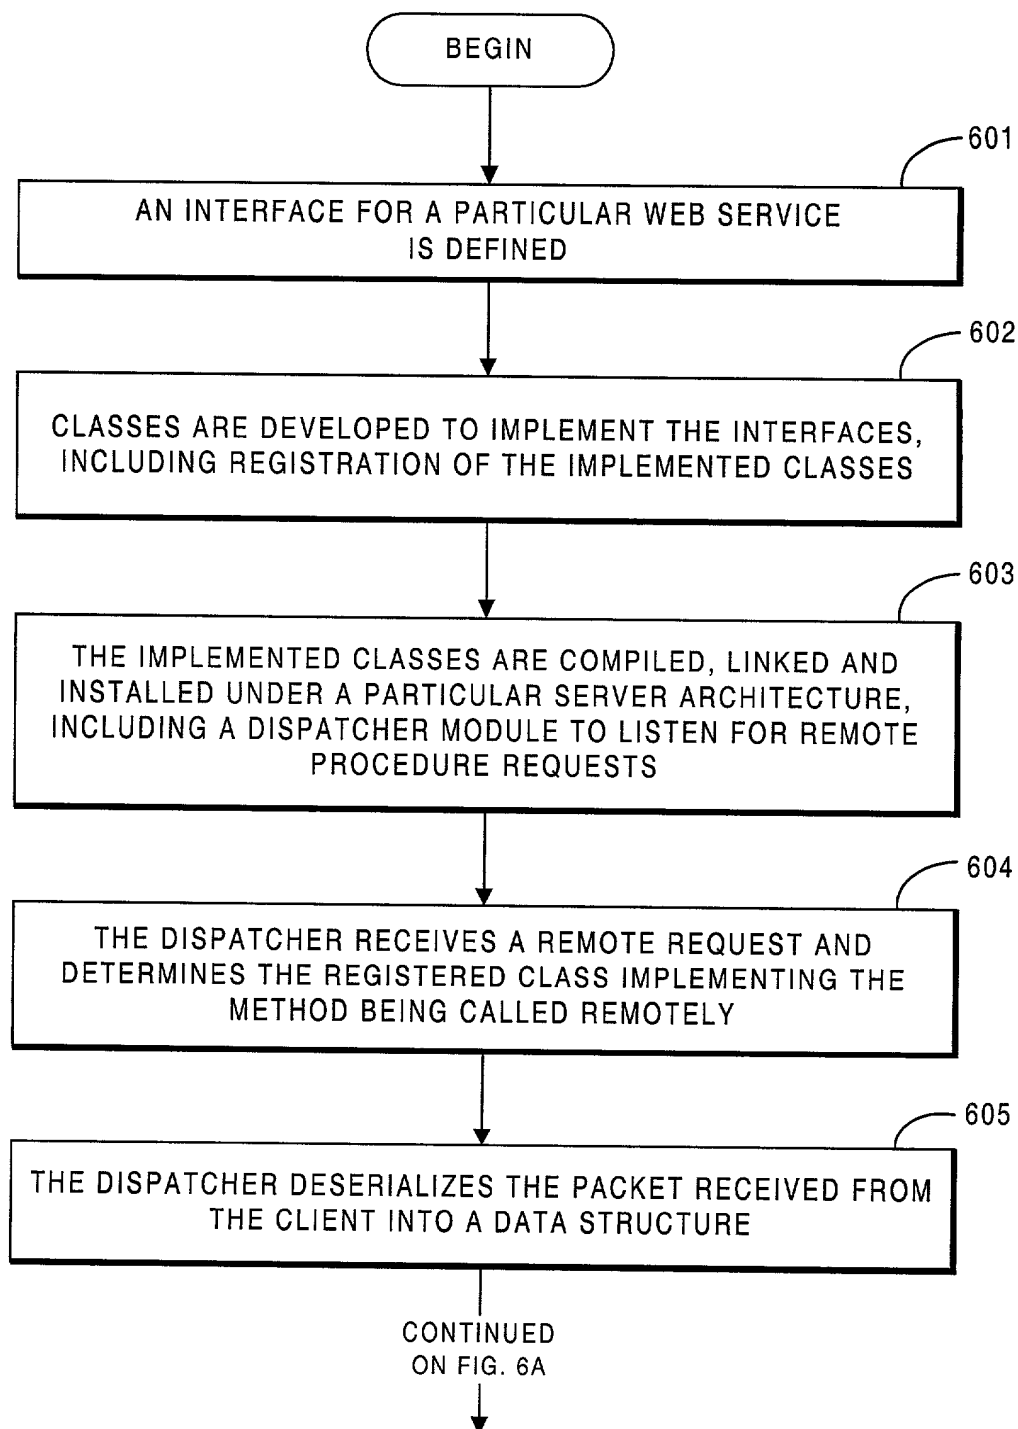 BEGIN
601
AN INTERFACE FOR A PARTICULAR WEB SERVICE
IS DEFINED
602
CLASSES ARE DEVELOPED TO IMPLEMENT THE INTERFACES,
INCLUDING REGISTRATION OF THE IMPLEMENTED CLASSES
603
THE IMPLEMENTED CLASSES ARE COMPILED, LINKED AND
INSTALLED UNDER A PARTICULAR SERVER ARCHITECTURE,
INCLUDING A DISPATCHER MODULE TO LISTEN FOR REMOTE
PROCEDURE REQUESTS
604
THE DISPATCHER RECEIVES A REMOTE REQUEST AND
DETERMINES THE REGISTERED CLASS IMPLEMENTING THE
METHOD BEING CALLED REMOTELY
605
THE DISPATCHER DESERIALIZES THE PACKET RECEIVED FROM
THE CLIENT INTO A DATA STRUCTURE
CONTINUED
ON FIG. 6A